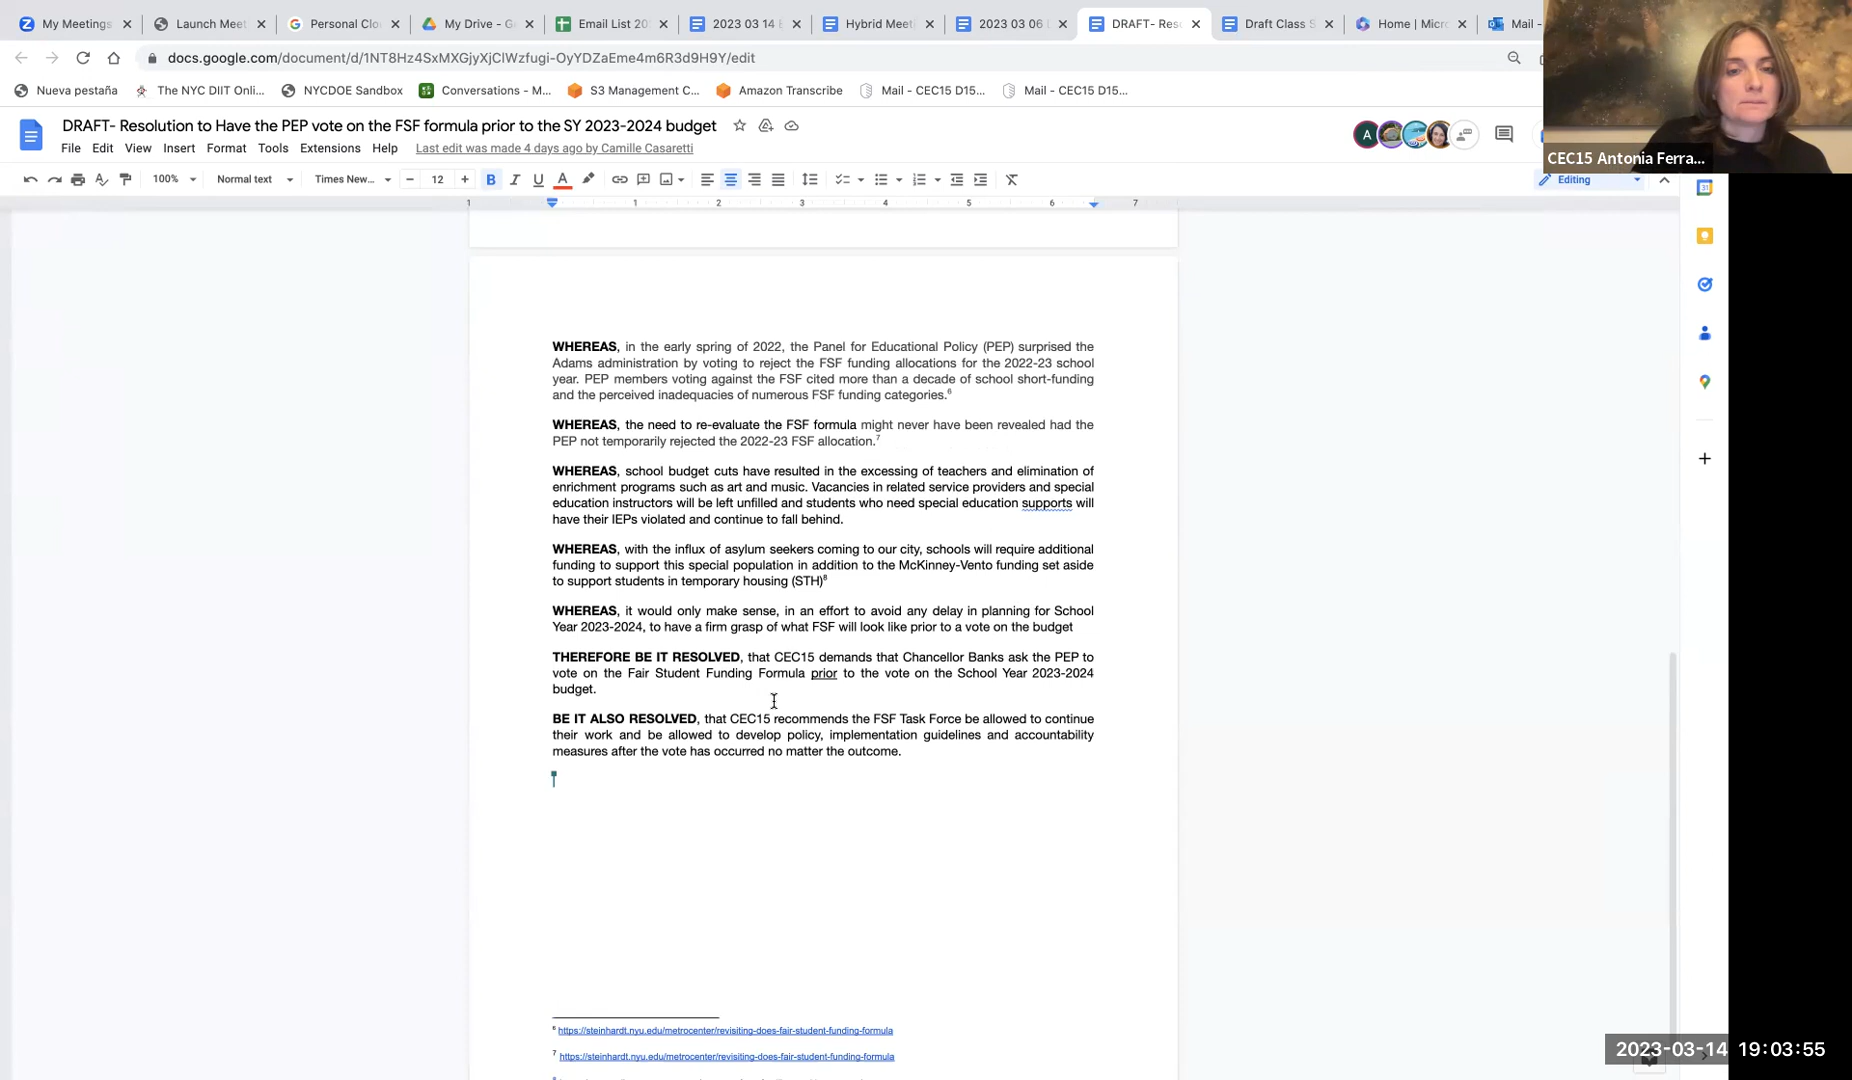 My Meetings
Launch Meet
Personal Clo
My Drive - G
Email List 20
2023 03 14
Hybrid Meet
2023 03 06
DRAFT- Res
Draft Class S
Home | Micr
Mail -
docs.google.com/document/d/1NT8Hz4SxMXGjyXjClWzfugi-OyYDZaEme4m6R3d9H9Y/edit
Nueva pestaña
The NYC DIIT Onli...
NYCDOE Sandbox
Conversations - M...
S3 Management C...
Amazon Transcribe
Mail - CEC15 D15...
Mail - CEC15 D15...
DRAFT- Resolution to Have the PEP vote on the FSF formula prior to the SY 2023-2024 budget
File Edit View Insert Format Tools Extensions Help Last edit was made 4 days ago by Camille Casaretti
A
CEC15 Antonia Ferra...
100% Normal text Times New... 12 B I U A Editing
1 1 2 3 4 5 6 7
31
WHEREAS, in the early spring of 2022, the Panel for Educational Policy (PEP) surprised the
Adams administration by voting to reject the FSF funding allocations for the 2022-23 school
year. PEP members voting against the FSF cited more than a decade of school short-funding
and the perceived inadequacies of numerous FSF funding categories.6
WHEREAS, the need to re-evaluate the FSF formula might never have been revealed had the
PEP not temporarily rejected the 2022-23 FSF allocation.7
WHEREAS, school budget cuts have resulted in the excessing of teachers and elimination of
enrichment programs such as art and music. Vacancies in related service providers and special
education instructors will be left unfilled and students who need special education supports will
have their IEPs violated and continue to fall behind.
WHEREAS, with the influx of asylum seekers coming to our city, schools will require additional
funding to support this special population in addition to the McKinney-Vento funding set aside
to support students in temporary housing (STH)8
WHEREAS, it would only make sense, in an effort to avoid any delay in planning for School
Year 2023-2024, to have a firm grasp of what FSF will look like prior to a vote on the budget
THEREFORE BE IT RESOLVED, that CEC15 demands that Chancellor Banks ask the PEP to
vote on the Fair Student Funding Formula prior to the vote on the School Year 2023-2024
budget.
BE IT ALSO RESOLVED, that CEC15 recommends the FSF Task Force be allowed to continue
their work and be allowed to develop policy, implementation guidelines and accountability
measures after the vote has occurred no matter the outcome.
6 https://steinhardt.nyu.edu/metrocenter/revisiting-does-fair-student-funding-formula
7 https://steinhardt.nyu.edu/metrocenter/revisiting-does-fair-student-funding-formula
2023-03-14 19:03:55